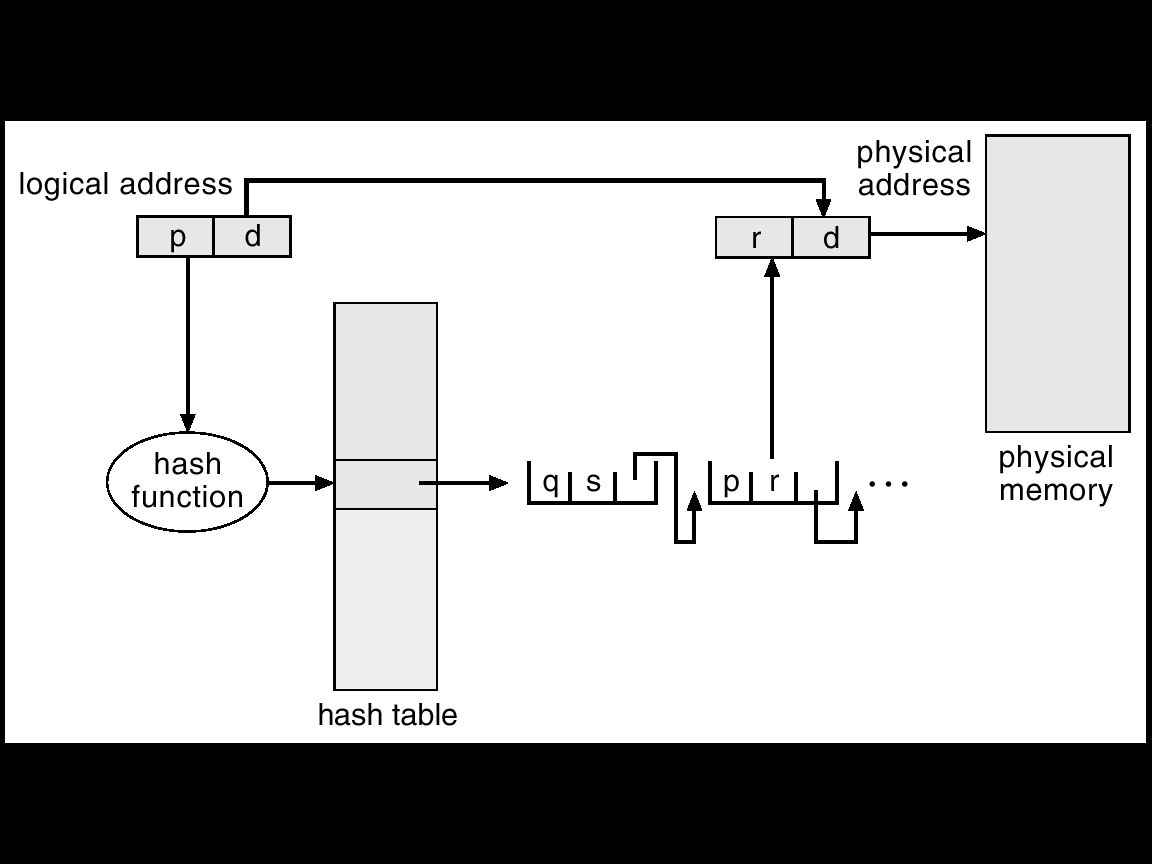 logical address
physical
address
p d
r d
hash
function
q s
p r
...
physical
memory
hash table